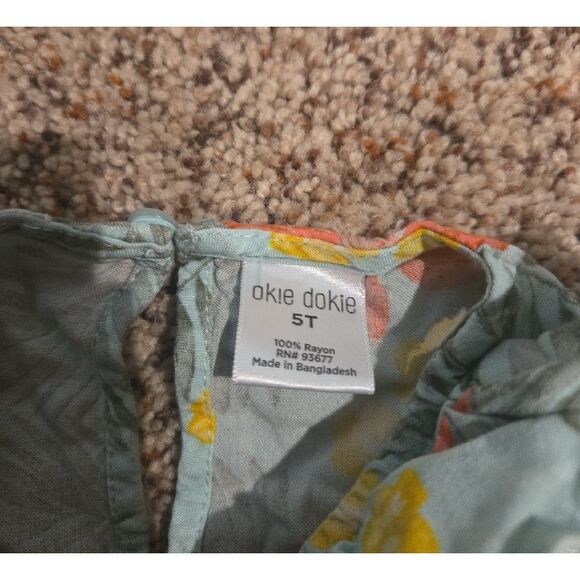 okie dokie
5T
100% Rayon
RN# 93677
Made in Bangladesh